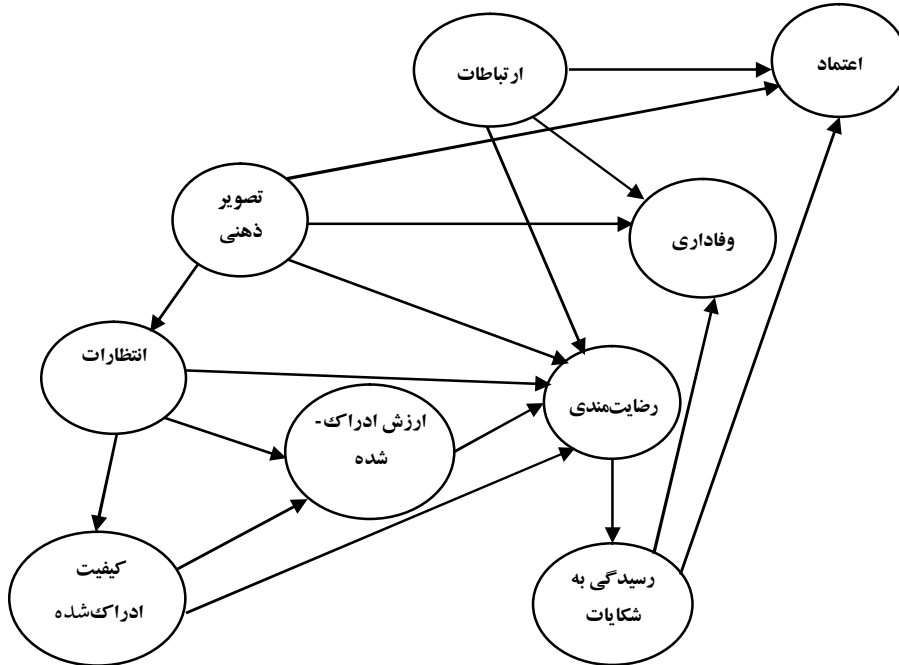 اعتماد
ارتباطات
تصویر
ذهنی
وفاداری
انتظارات
رضایت‌مندی
ارزش ادراک-
شده
کیفیت
ادراک‌شده
رسیدگی به
شکایات